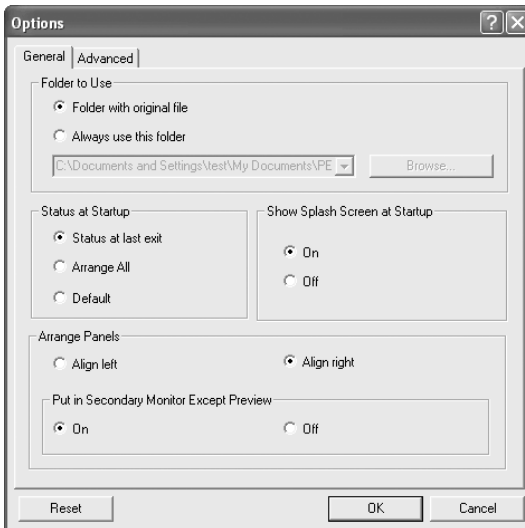 Options
General Advanced
Folder to Use
Folder with original file
Always use this folder
C:\Documents and Settings\test\My Documents\PE
Browse...
Status at Startup
Status at last exit
Arrange All
Default
Show Splash Screen at Startup
On
Off
Arrange Panels
Align left
Align right
Put in Secondary Monitor Except Preview
On
Off
Reset
OK
Cancel